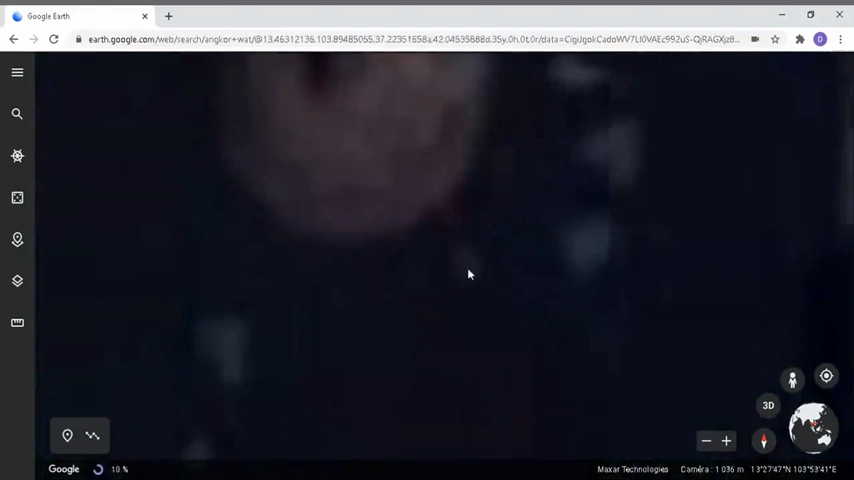 Google Earth
earth.google.com/web/search/angkor+wat/@13.46312136,103.89485055,37.22351658a,42.04535888d,35y,0h,0t,0r/data=CigiJgokCadoWV7Ll0VAEc992uS-QjRAGXjz8...
D
3D
Google
10 %
Maxar Technologies
Caméra : 1 036 m
13°27'47"N 103°53'41"E